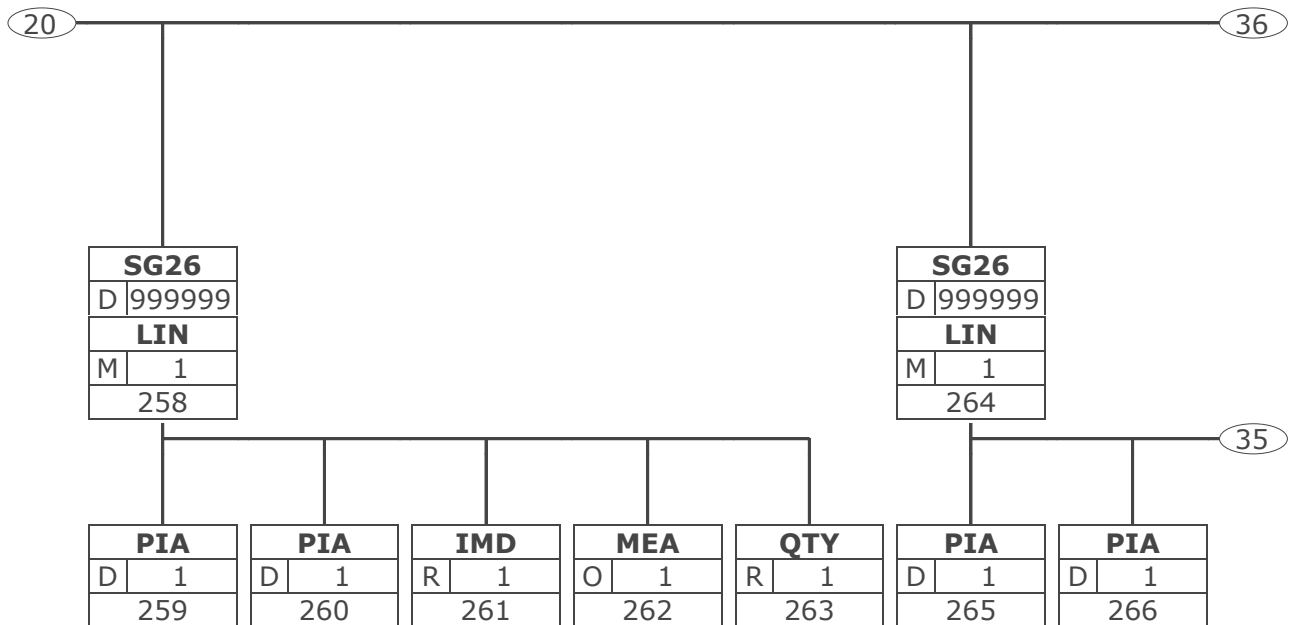 20 36
SG26 SG26
D 999999 D 999999
LIN LIN
M 1 M 1
258 264
35
PIA PIA IMD MEA QTY PIA PIA
D 1 D 1 R 1 O 1 R 1 D 1 D 1
259 260 261 262 263 265 266